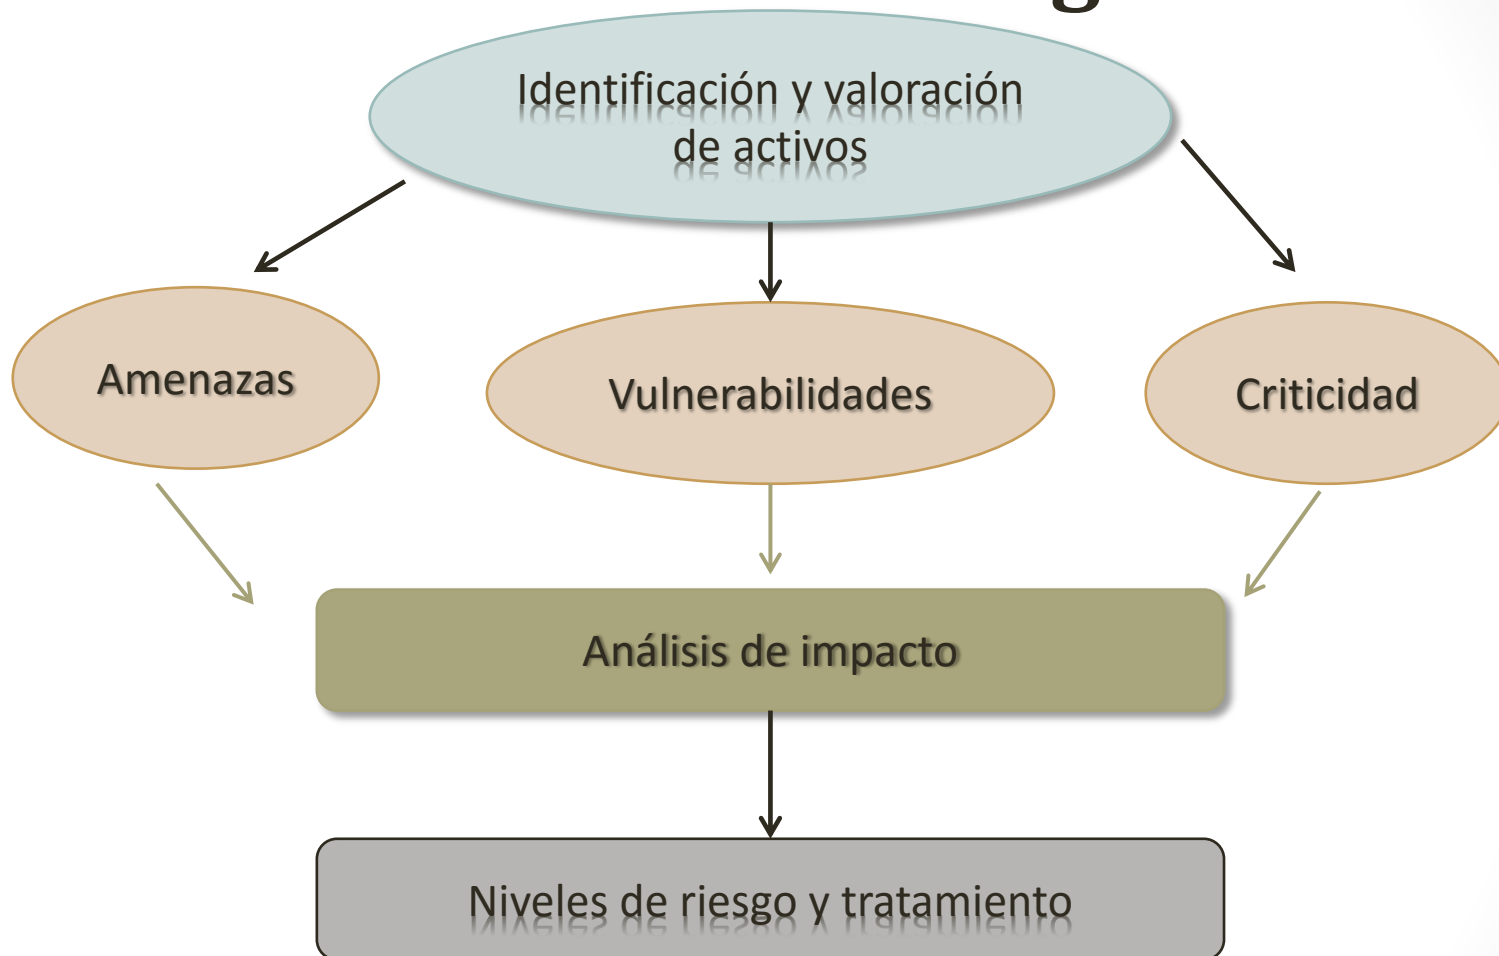 Identificación y valoración
de activos
Amenazas
Vulnerabilidades
Criticidad
Análisis de impacto
Niveles de riesgo y tratamiento